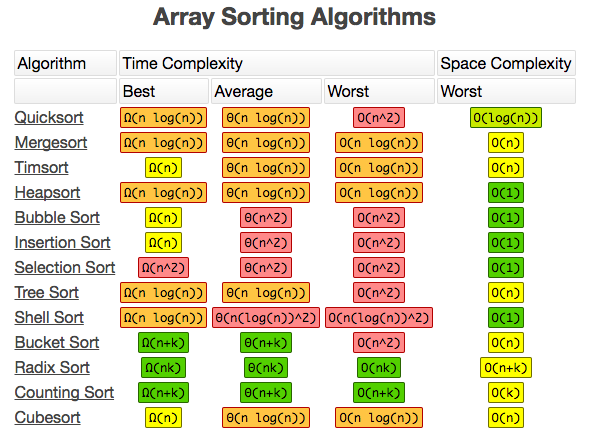 Array Sorting Algorithms
Algorithm Time Complexity Space Complexity
Best Average Worst Worst
Quicksort Ω(n log(n)) Θ(n log(n)) O(n^2) O(log(n))
Mergesort Ω(n log(n)) Θ(n log(n)) O(n log(n)) O(n)
Timsort Ω(n) Θ(n log(n)) O(n log(n)) O(n)
Heapsort Ω(n log(n)) Θ(n log(n)) O(n log(n)) O(1)
Bubble Sort Ω(n) Θ(n^2) O(n^2) O(1)
Insertion Sort Ω(n) Θ(n^2) O(n^2) O(1)
Selection Sort Ω(n^2) Θ(n^2) O(n^2) O(1)
Tree Sort Ω(n log(n)) Θ(n log(n)) O(n^2) O(n)
Shell Sort Ω(n log(n)) Θ(n(log(n))^2) O(n(log(n))^2) O(1)
Bucket Sort Ω(n+k) Θ(n+k) O(n^2) O(n)
Radix Sort Ω(nk) Θ(nk) O(nk) O(n+k)
Counting Sort Ω(n+k) Θ(n+k) O(n+k) O(k)
Cubesort Ω(n) Θ(n log(n)) O(n log(n)) O(n)